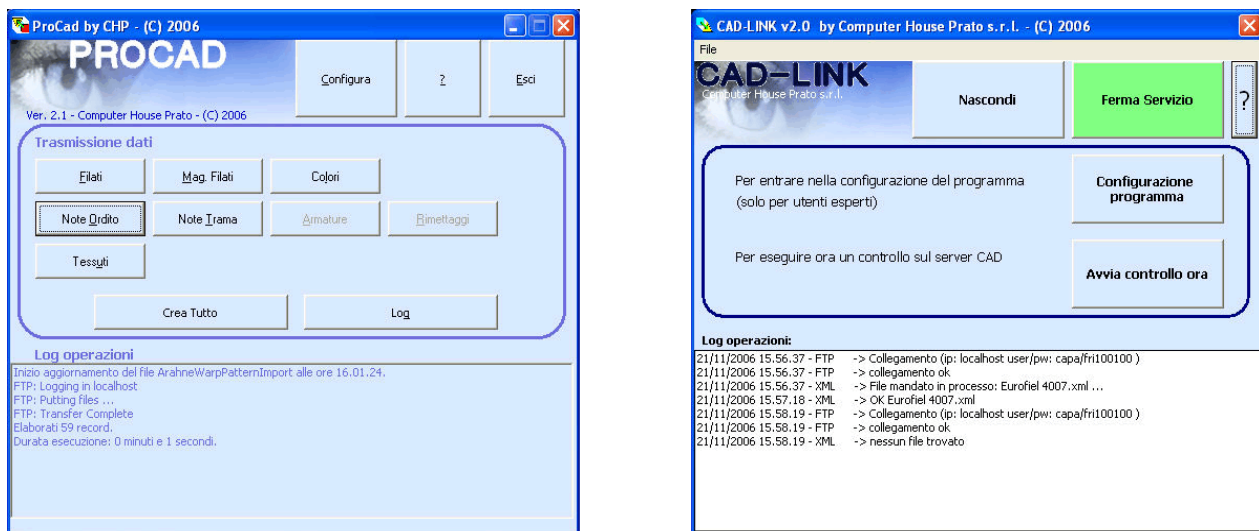 ProCad by CHP - (C) 2006
PROCAD
Configura
?
Esci
Ver. 2.1 - Computer House Prato - (C) 2006
Trasmissione dati
Filati
Mag. Filati
Colori
Note Ordito
Note Trama
Armature
Rimettaggi
Tessuti
Crea Tutto
Log
Log operazioni
Inizio aggiornamento del file ArahneWarpPatternImport alle ore 16.01.24.
FTP: Logging in localhost
FTP: Putting files ...
FTP: Transfer Complete
Elaborati 59 record.
Durata esecuzione: 0 minuti e 1 secondi.
CAD-LINK v2.0 by Computer House Prato s.r.l. - (C) 2006
File
CAD-LINK
Computer House Prato s.r.l.
Nascondi
Ferma Servizio
?
Per entrare nella configurazione del programma
(solo per utenti esperti)
Configurazione
programma
Per eseguire ora un controllo sul server CAD
Avvia controllo ora
Log operazioni:
21/11/2006 15.56.37 - FTP -> Collegamento (ip: localhost user/pw: capa/fri100100 )
21/11/2006 15.56.37 - FTP -> collegamento ok
21/11/2006 15.56.37 - XML -> File mandato in processo: Eurofiel 4007.xml ...
21/11/2006 15.57.18 - XML -> OK Eurofiel 4007.xml
21/11/2006 15.58.19 - FTP -> Collegamento (ip: localhost user/pw: capa/fri100100 )
21/11/2006 15.58.19 - FTP -> collegamento ok
21/11/2006 15.58.19 - XML -> nessun file trovato